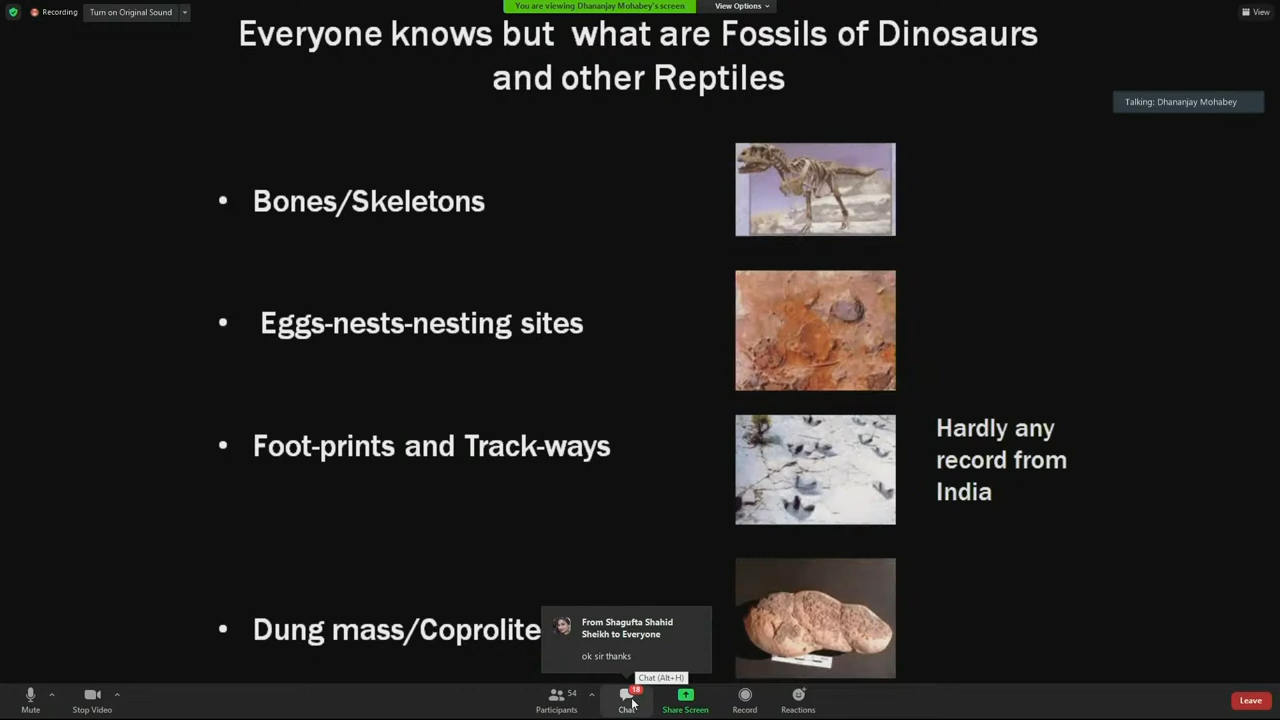 Recording
Turn on Original Sound
You are viewing Dhananjay Mohabey's screen
View Options
View
Everyone knows but what are Fossils of Dinosaurs
and other Reptiles
Talking: Dhananjay Mohabey
• Bones/Skeletons
• Eggs-nests-nesting sites
• Foot-prints and Track-ways
Hardly any
record from
India
• Dung mass/Coprolite
From Shagufta Shahid
Sheikh to Everyone
ok sir thanks
Chat (Alt+H)
Mute
Stop Video
54
Participants
18
Chat
Share Screen
Record
Reactions
Leave